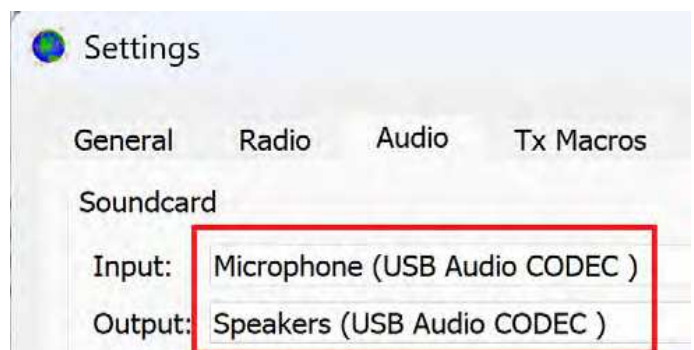 Settings
General Radio Audio Tx Macros
Soundcard
Input: Microphone (USB Audio CODEC )
Output: Speakers (USB Audio CODEC )